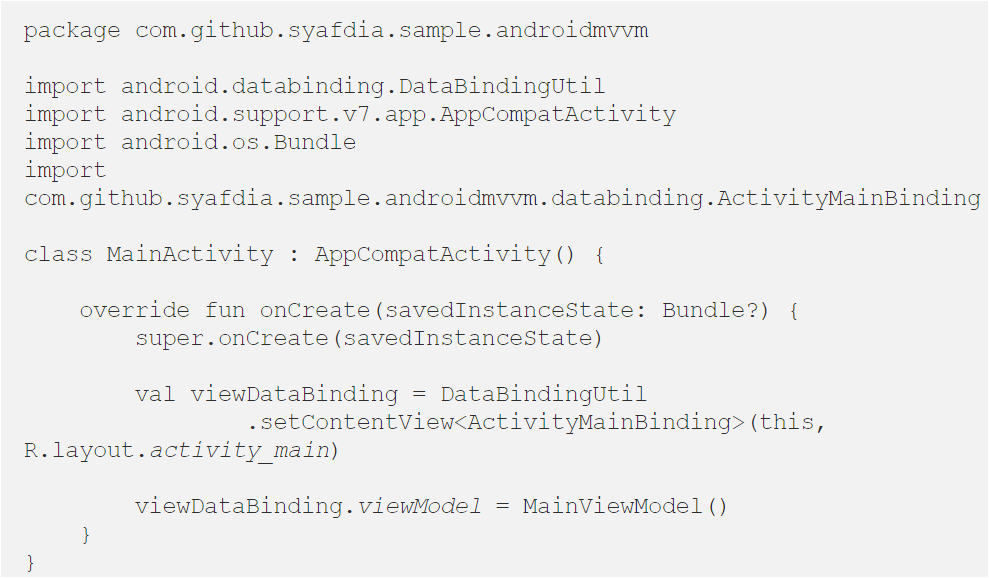 package com.github.syafdia.sample.androidmvvm
import android.databinding.DataBindingUtil
import android.support.v7.app.AppCompatActivity
import android.os.Bundle
import
com.github.syafdia.sample.androidmvvm.databinding.ActivityMainBinding
class MainActivity : AppCompatActivity() {
    override fun onCreate(savedInstanceState: Bundle?) {
        super.onCreate(savedInstanceState)
        val viewDataBinding = DataBindingUtil
                .setContentView<ActivityMainBinding>(this,
R.layout.activity_main)
        viewDataBinding.viewModel = MainViewModel()
    }
}